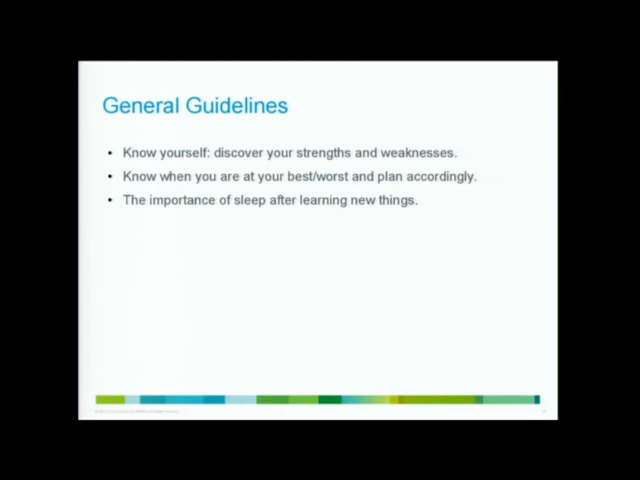 General Guidelines
• Know yourself: discover your strengths and weaknesses.
• Know when you are at your best/worst and plan accordingly.
• The importance of sleep after learning new things.